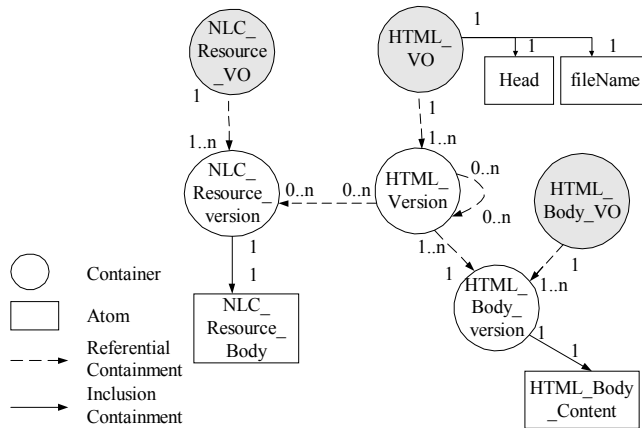 NLC_
Resource
_VO
1
1..n
HTML_
VO
1
1
1
Head
fileName
1
1..n
NLC_
Resource_
version
0..n
0..n
HTML_
Version
0..n
0..n
HTML_
Body_VO
1..n
1
1
1..n
1
1
NLC_
Resource_
Body
HTML_
Body_
version
1
1
HTML_Body
_Content
Container
Atom
Referential
Containment
Inclusion
Containment